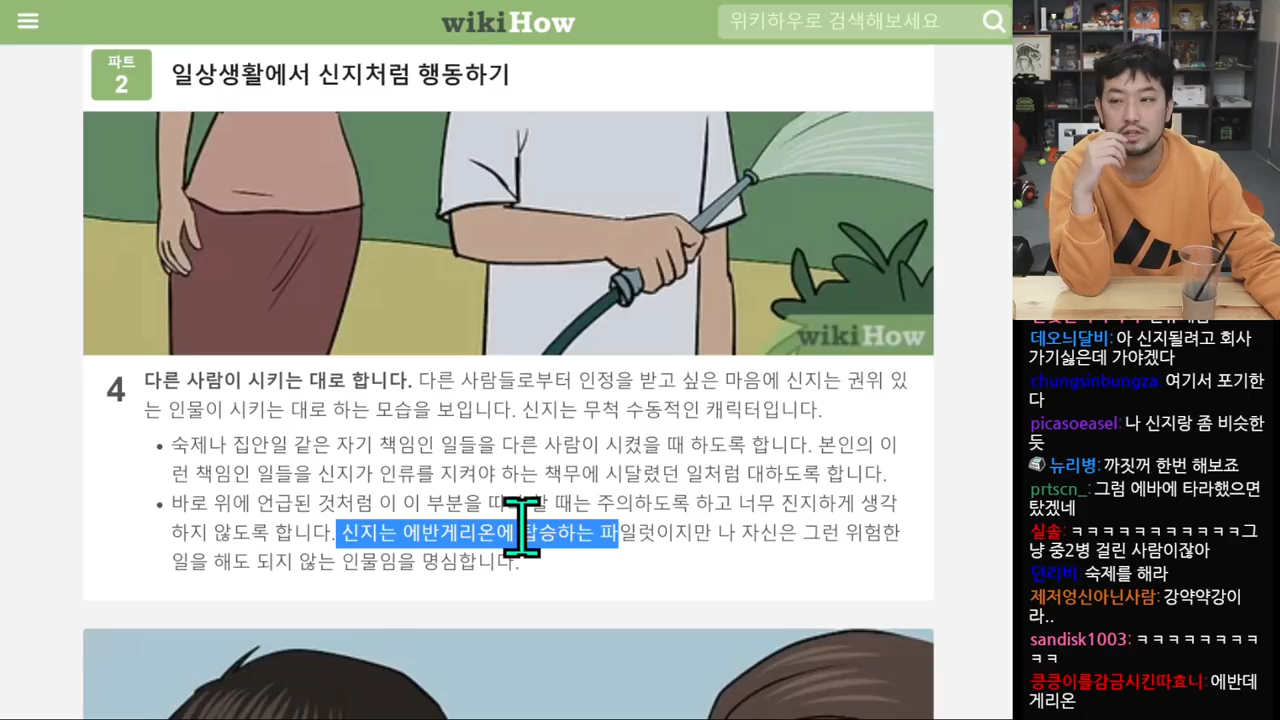 wikiHow
위키하우로 검색해보세요
파트
2
일상생활에서 신지처럼 행동하기
wikiHow
4
다른 사람이 시키는 대로 합니다. 다른 사람들로부터 인정을 받고 싶은 마음에 신지는 권위 있
는 인물이 시키는 대로 하는 모습을 보입니다. 신지는 무척 수동적인 캐릭터입니다.
• 숙제나 집안일 같은 자기 책임인 일들을 다른 사람이 시켰을 때 하도록 합니다. 본인의 이
런 책임인 일들을 신지가 인류를 지켜야 하는 책무에 시달렸던 일처럼 대하도록 합니다.
• 바로 위에 언급된 것처럼 이 이 부분을 때는 주의하도록 하고 너무 진지하게 생각
하지 않도록 합니다. 신지는 에반게리온에 탑승하는 파일럿이지만 나 자신은 그런 위험한
일을 해도 되지 않는 인물임을 명심합니다.
데오늬달비: 아 신지될려고 회사
가기싫은데 가야겠다
chungsinbungza: 여기서 포기한
다
picasoeasel: 나 신지랑 좀 비슷한
듯
뉴리병: 까짓꺼 한번 해보죠
prtscn_: 그럼 에바에 타라했으면
탔겠네
실솔: ㅋㅋㅋㅋㅋㅋㅋㅋㅋㅋㅋ그
냥 중2병 걸린 사람이잖아
던리비: 숙제를 해라
제저엉신아닌사람: 강약약강이
라..
sandisk1003: ㅋㅋㅋㅋㅋㅋㅋㅋ
ㅋㅋ
킁킁이를감금시킨따효니: 에반데
게리온